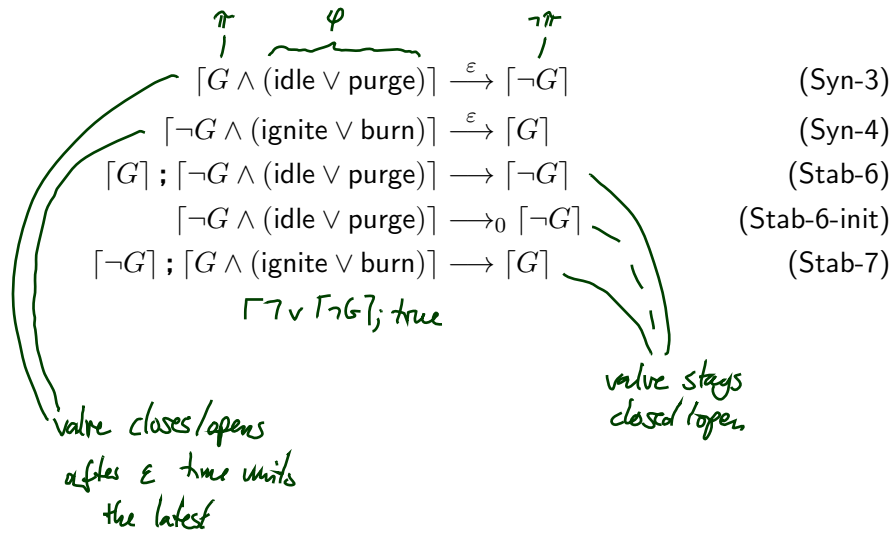 π φ ¬π
⌈G ∧ (idle ∨ purge)⌉ —ε→ ⌈¬G⌉ (Syn-3)
⌈¬G ∧ (ignite ∨ burn)⌉ —ε→ ⌈G⌉ (Syn-4)
⌈G⌉ ; ⌈¬G ∧ (idle ∨ purge)⌉ ⟶ ⌈¬G⌉ (Stab-6)
⌈¬G ∧ (idle ∨ purge)⌉ ⟶₀ ⌈¬G⌉ (Stab-6-init)
⌈¬G⌉ ; ⌈G ∧ (ignite ∨ burn)⌉ ⟶ ⌈G⌉ (Stab-7)
⌈⌉ ∨ ⌈¬G⌉; true
valve stays
closed/open
valve closes/opens
after ε time units
the latest